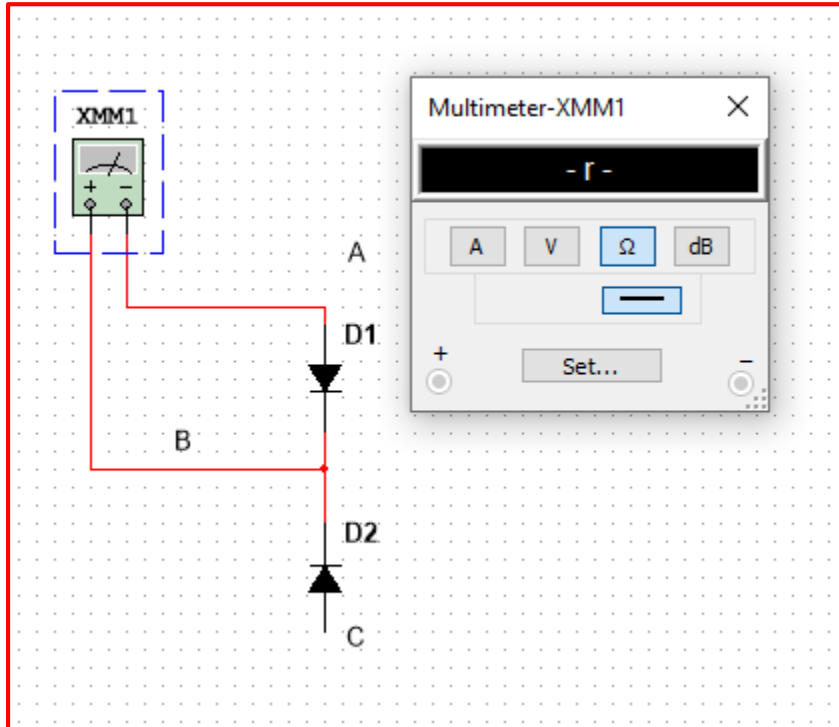 XMM1
+ −
A
D1
B
D2
C
Multimeter-XMM1
- r -
A V Ω dB
+ Set... −